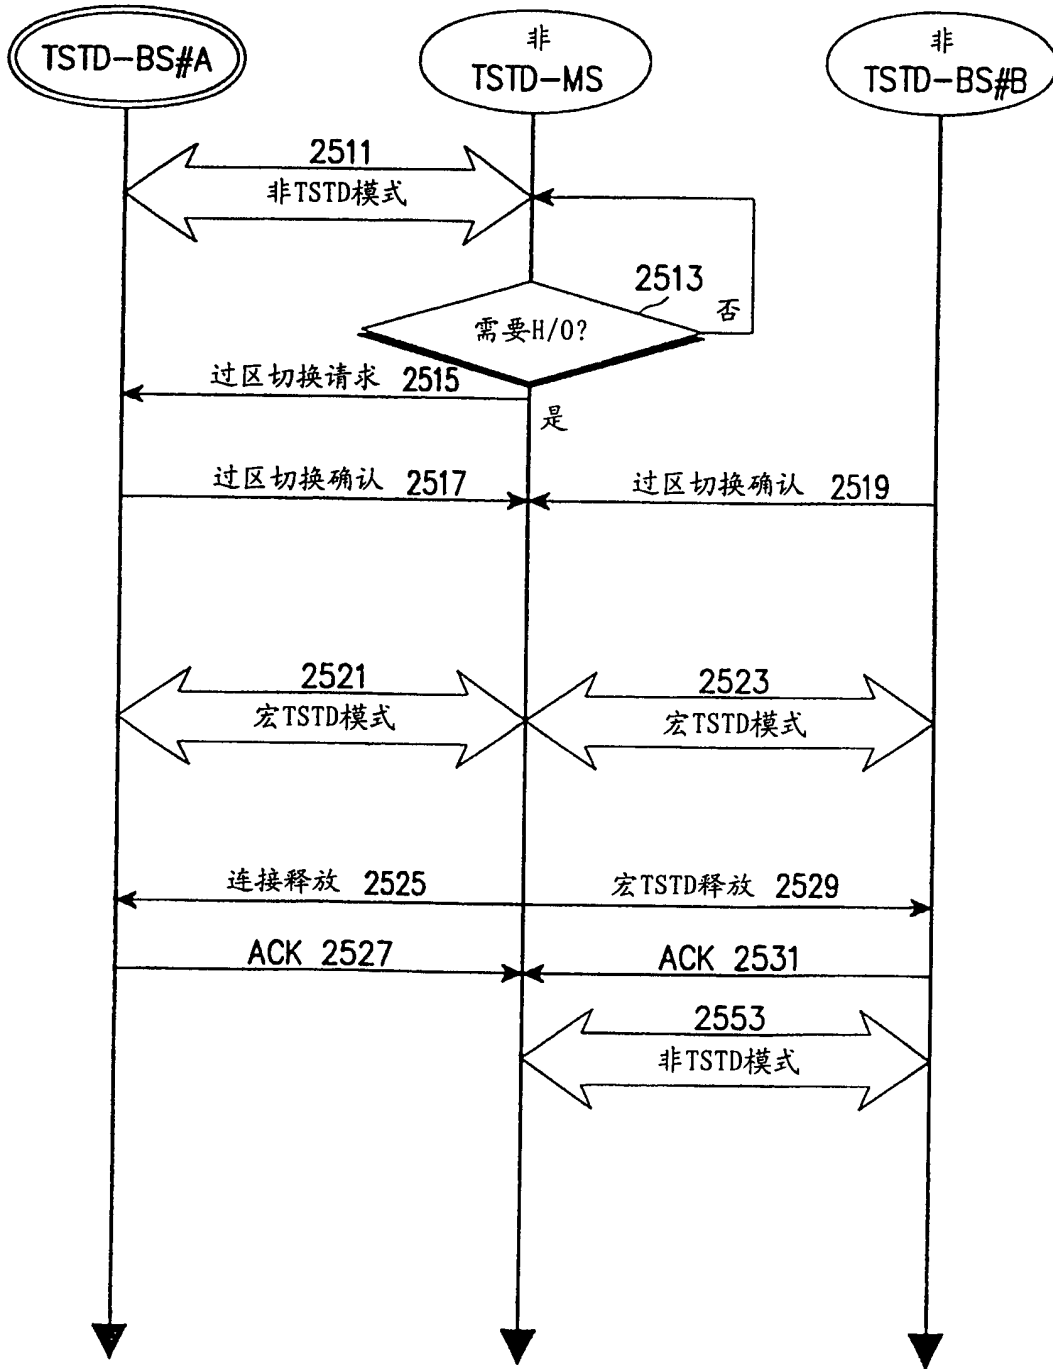 TSTD-BS#A
非
TSTD-MS
非
TSTD-BS#B
2511
非TSTD模式
2513
需要H/O?
否
过区切换请求 2515
是
过区切换确认 2517
过区切换确认 2519
2521
宏TSTD模式
2523
宏TSTD模式
连接释放 2525
宏TSTD释放 2529
ACK 2527
ACK 2531
2553
非TSTD模式